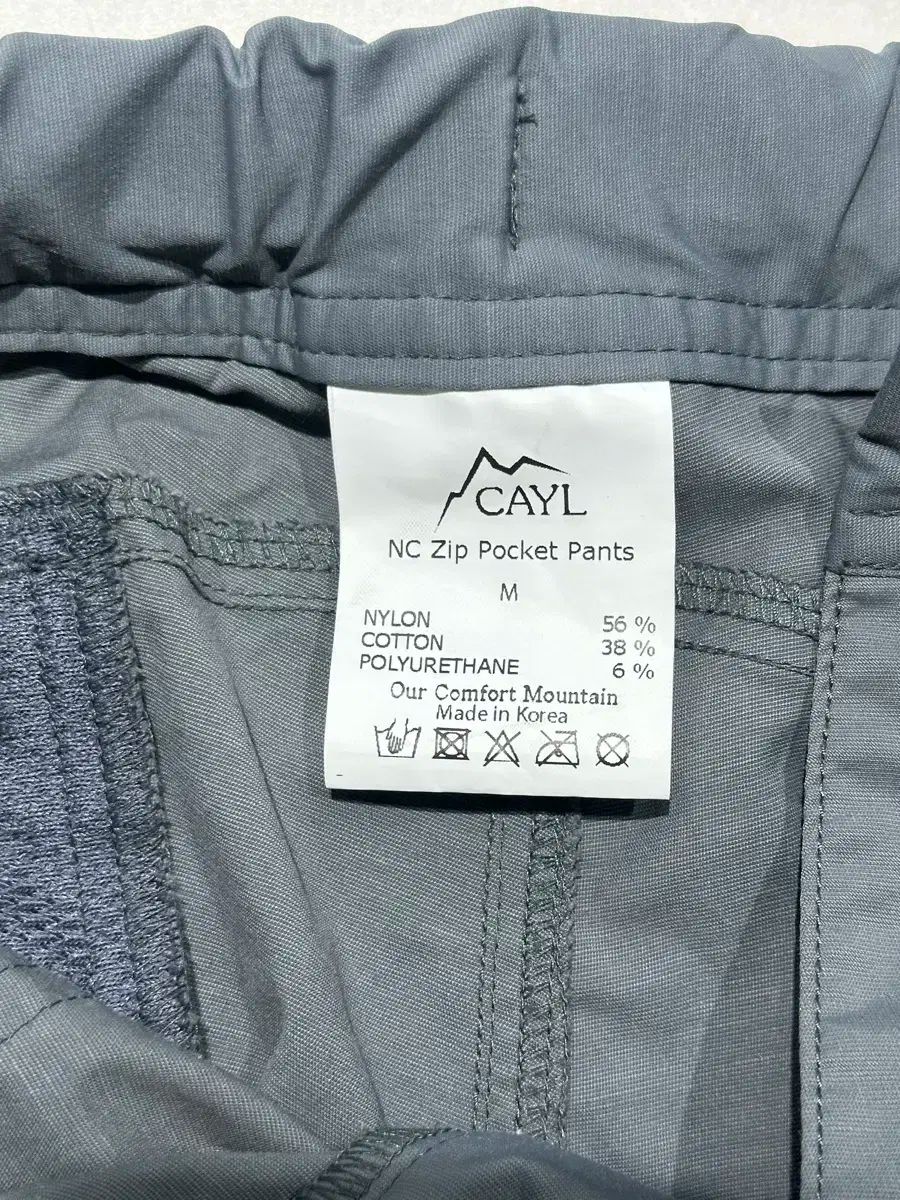 CAYL
NC Zip Pocket Pants
M
NYLON 56 %
COTTON 38 %
POLYURETHANE 6 %
Our Comfort Mountain
Made in Korea